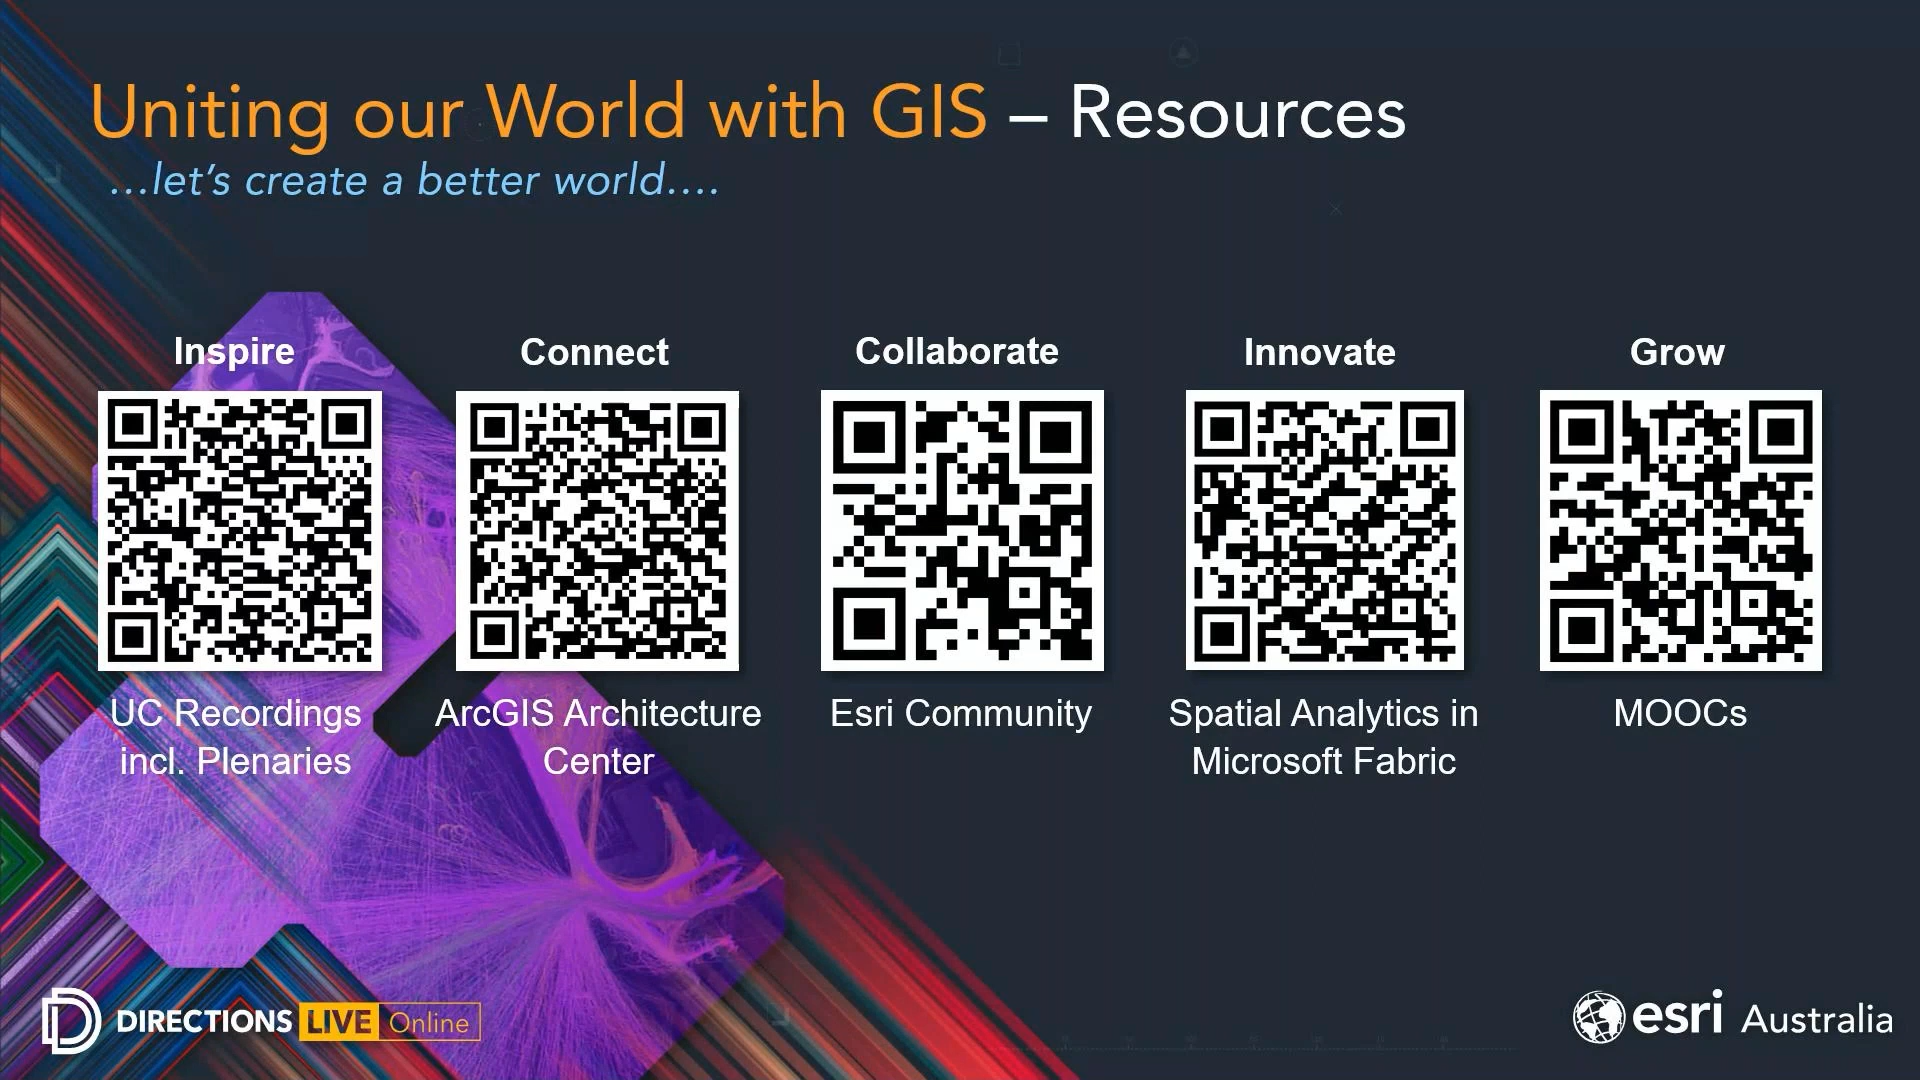 Uniting our World with GIS – Resources
...let's create a better world....
Inspire
Connect
Collaborate
Innovate
Grow
UC Recordings
incl. Plenaries
ArcGIS Architecture
Center
Esri Community
Spatial Analytics in
Microsoft Fabric
MOOCs
DIRECTIONS LIVE Online
esri Australia